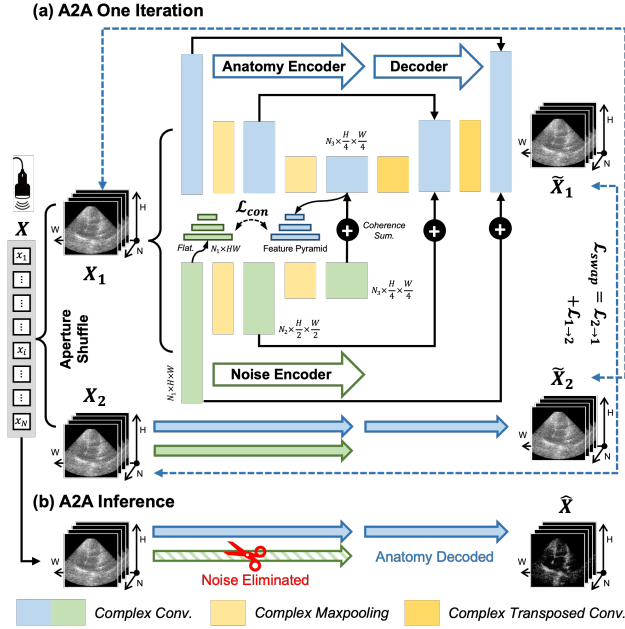 (a) A2A One Iteration
Anatomy Encoder
Decoder
N₃×H/4×W/4
H
W
N
X̃₁
X
x₁
⋮
⋮
xᵢ
⋮
⋮
x_N
Aperture
Shuffle
H
W
N
X₁
ℒ_con
Flat.
N₁×HW
Feature Pyramid
Coherence
Sum.
N₃×H/4×W/4
N₂×H/2×W/2
N₁×H×W
Noise Encoder
ℒ_swap = ℒ_2→1
+ ℒ_1→2
X₂
H
W
N
X̃₂
H
W
N
(b) A2A Inference
H
W
N
Noise Eliminated
Anatomy Decoded
X̂
H
W
N
Complex Conv.
Complex Maxpooling
Complex Transposed Conv.